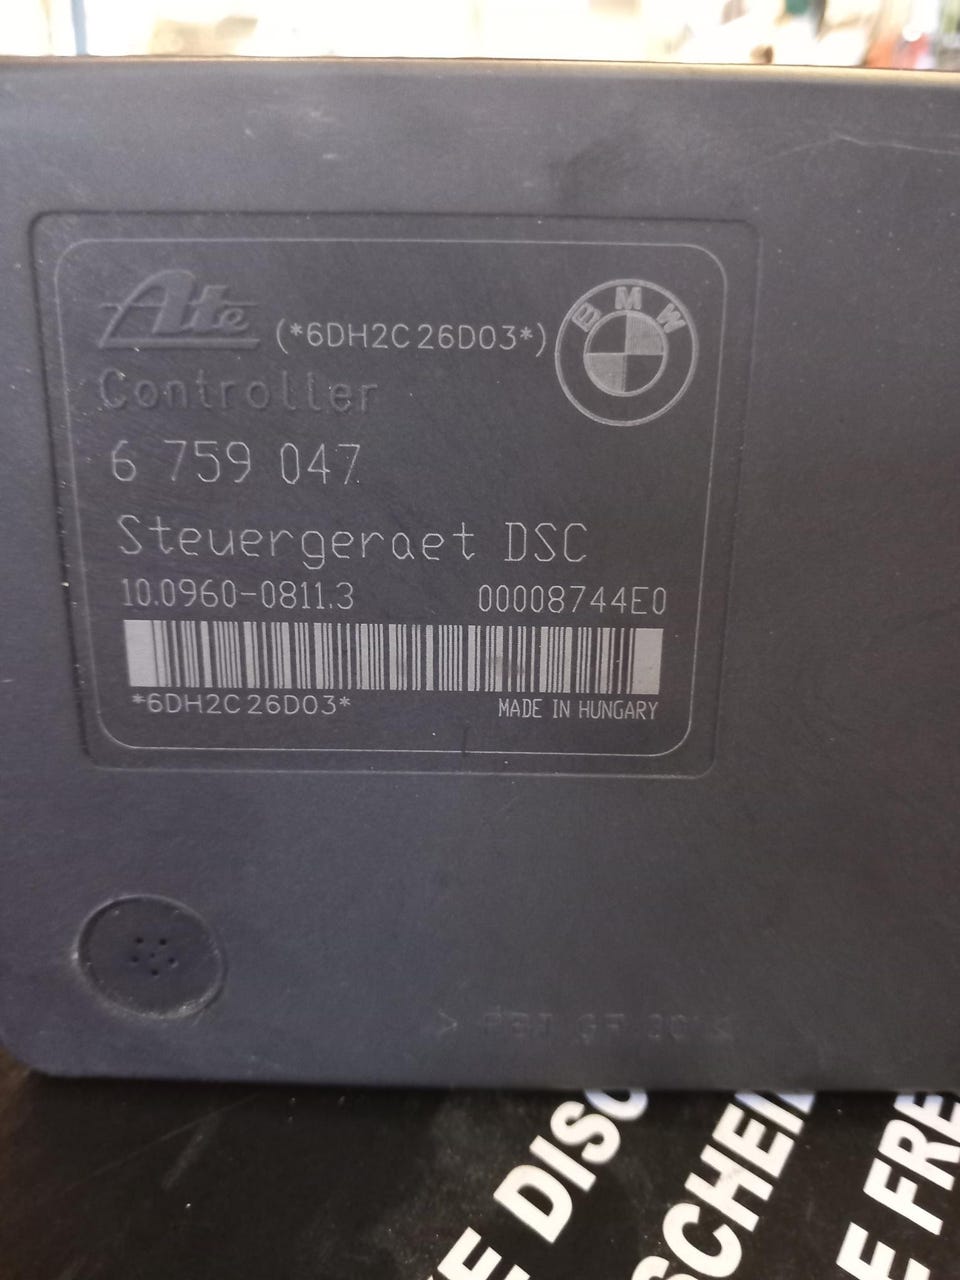 Ate (*6DH2C26D03*)
BMW
Controller
6 759 047
Steuergeraet DSC
10.0960-0811.3 00008744E0
*6DH2C26D03*
MADE IN HUNGARY